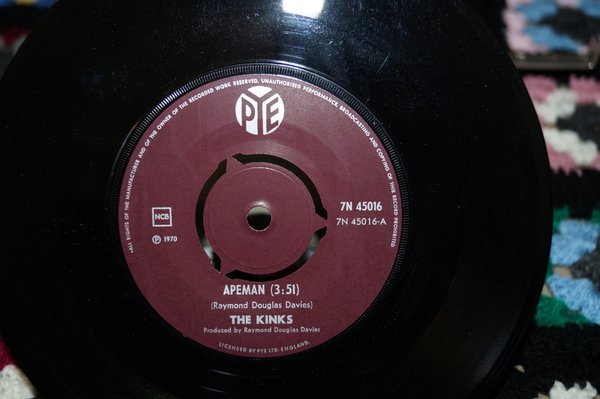 .ALL RIGHTS OF THE MANUFACTURER AND OF THE OWNER OF THE RECORDED WORK RESERVED. UNAUTHORISED PERFORMANCE, BROADCASTING AND COPYING OF THIS RECORD PROHIBITED
PYE
7N 45016
7N 45016-A
NCB
Ⓟ 1970
APEMAN (3:51)
(Raymond Douglas Davies)
THE KINKS
Produced by Raymond Douglas Davies
LICENSED BY PYE LTD. ENGLAND.